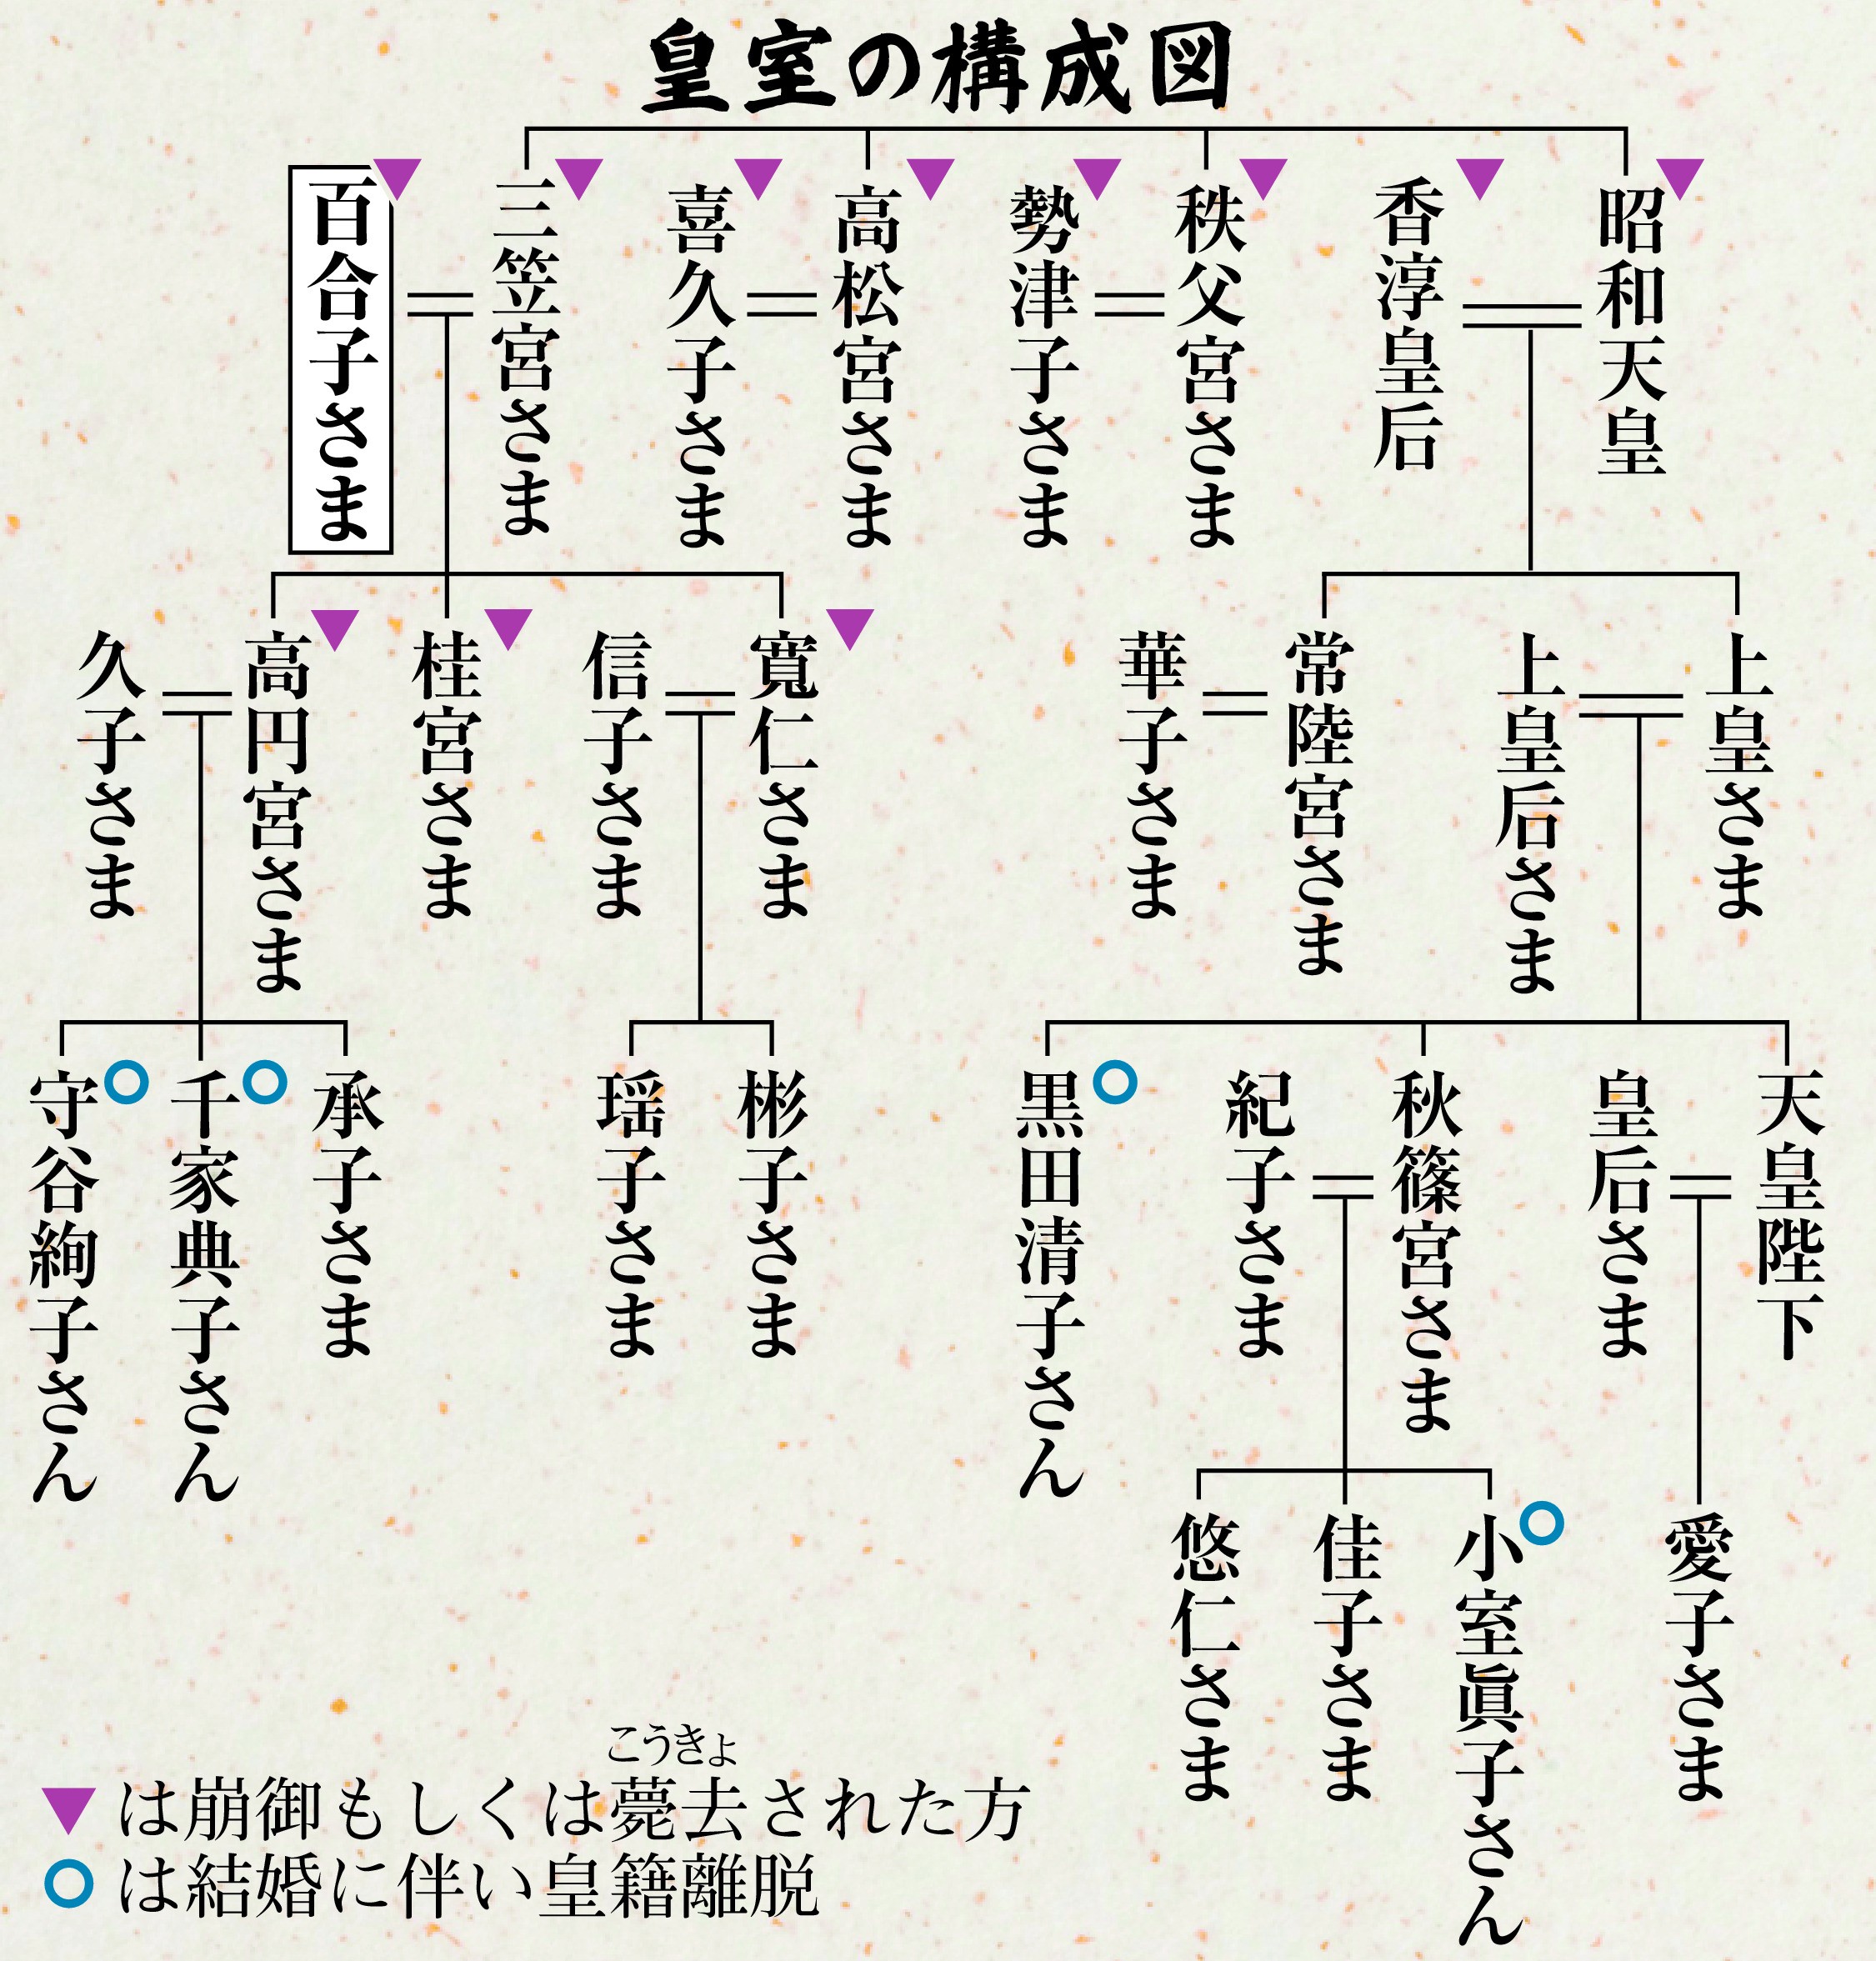 皇室の構成図
昭和天皇
香淳皇后
秩父宮さま
勢津子さま
高松宮さま
喜久子さま
三笠宮さま
百合子さま
上皇さま
上皇后さま
常陸宮さま
華子さま
寬仁さま
信子さま
桂宮さま
高円宮さま
久子さま
天皇陛下
皇后さま
秋篠宮さま
紀子さま
黒田清子さん
彬子さま
瑶子さま
承子さま
千家典子さん
守谷絢子さん
愛子さま
小室眞子さん
佳子さま
悠仁さま
こうきょ
▼は崩御もしくは薨去された方
○は結婚に伴い皇籍離脱